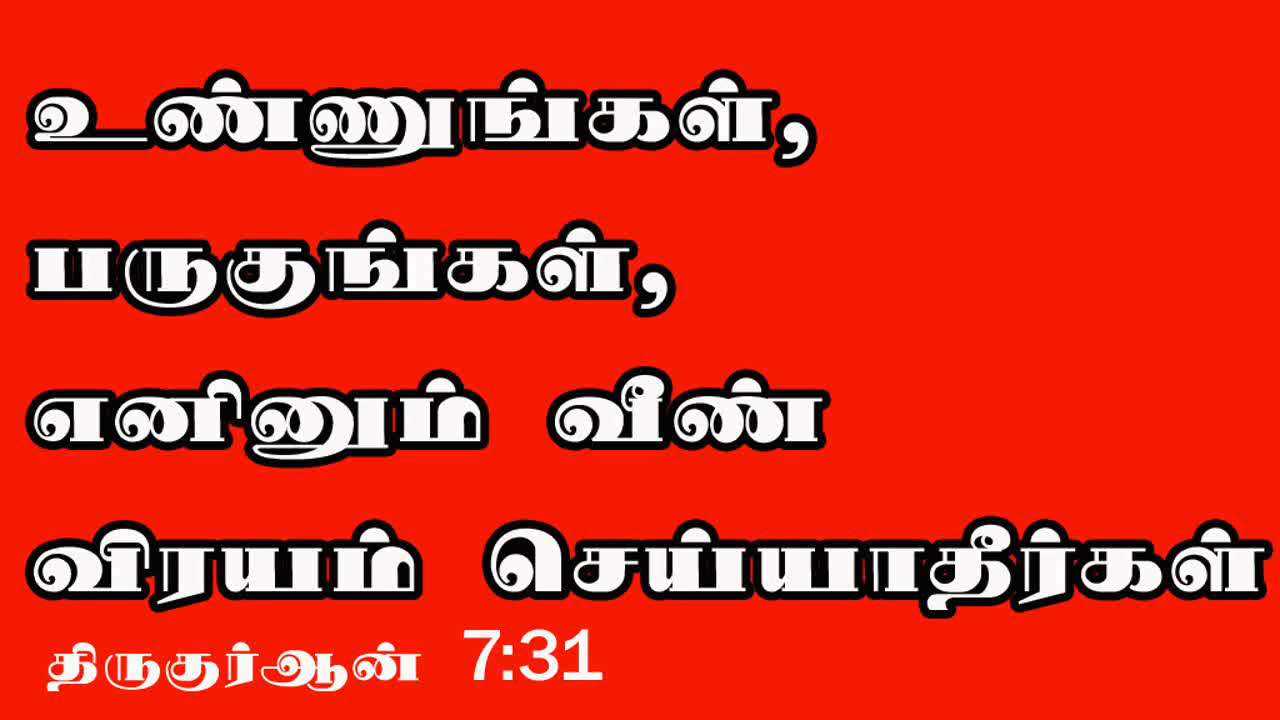 உண்ணுங்கள்,
பருகுங்கள்,
எனினும் வீண்
விரயம் செய்யாதீர்கள்
திருகுர்ஆன் 7:31